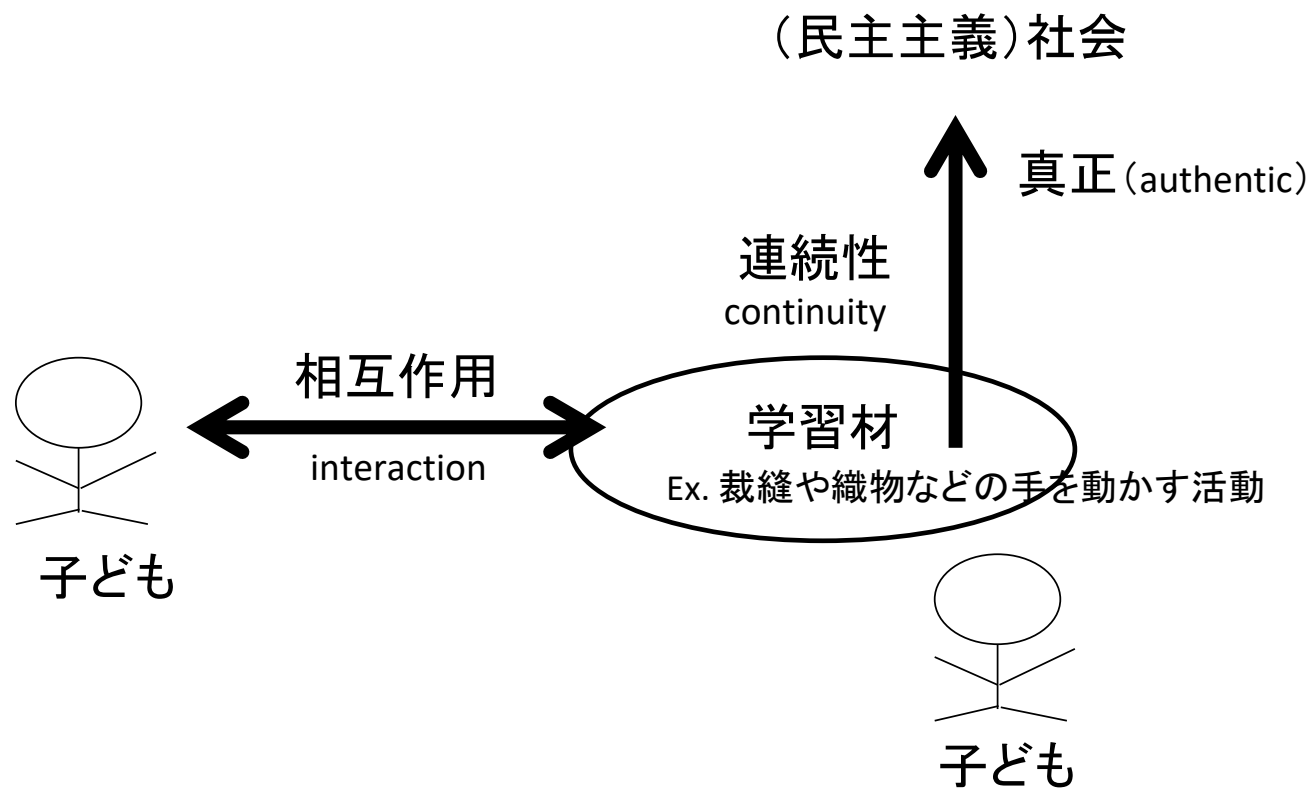 （民主主義）社会
真正（authentic）
連続性
continuity
相互作用
interaction
学習材
Ex. 裁縫や織物などの手を動かす活動
子ども
子ども